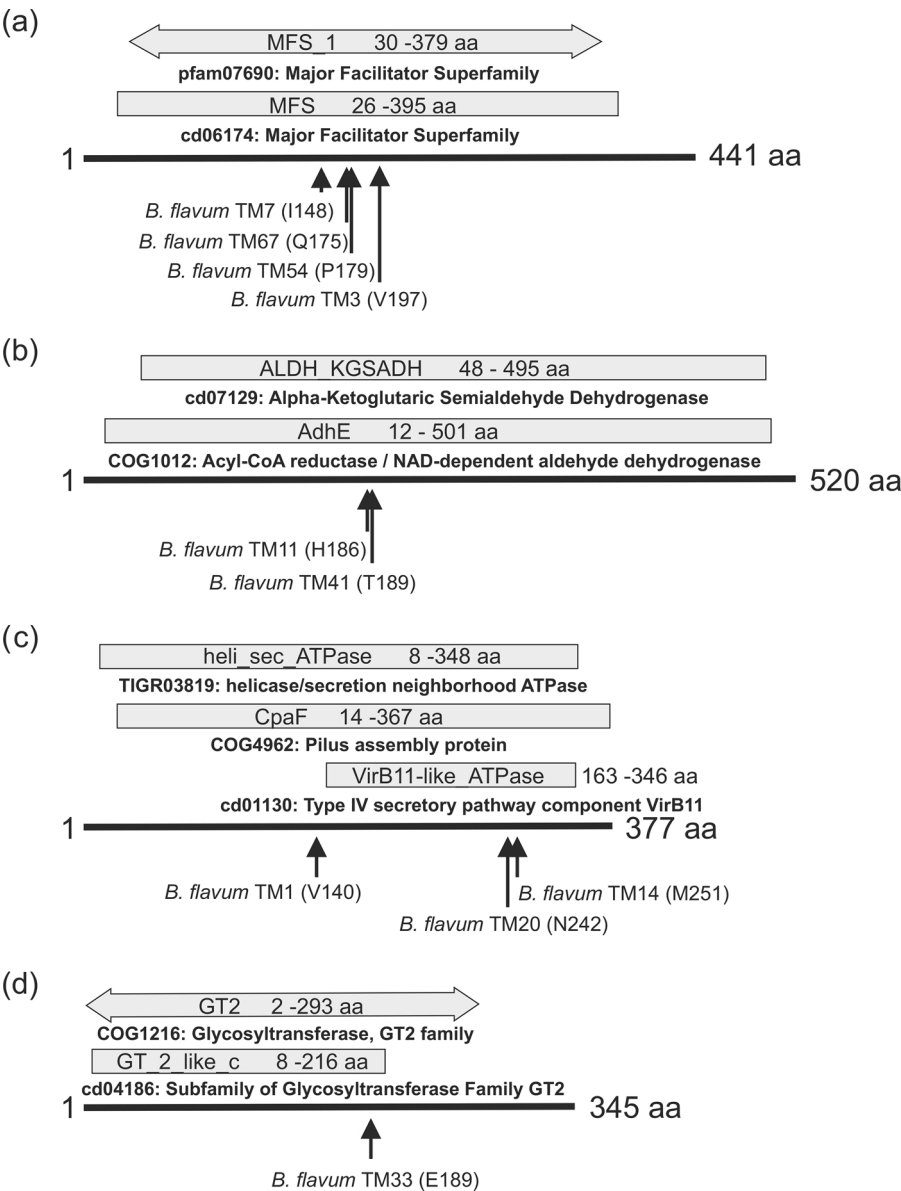 (a)
MFS_1 30 -379 aa
pfam07690: Major Facilitator Superfamily
MFS 26 -395 aa
cd06174: Major Facilitator Superfamily
1 441 aa
B. flavum TM7 (I148)
B. flavum TM67 (Q175)
B. flavum TM54 (P179)
B. flavum TM3 (V197)
(b)
ALDH_KGSADH 48 - 495 aa
cd07129: Alpha-Ketoglutaric Semialdehyde Dehydrogenase
AdhE 12 - 501 aa
COG1012: Acyl-CoA reductase / NAD-dependent aldehyde dehydrogenase
1 520 aa
B. flavum TM11 (H186)
B. flavum TM41 (T189)
(c)
heli_sec_ATPase 8 -348 aa
TIGR03819: helicase/secretion neighborhood ATPase
CpaF 14 -367 aa
COG4962: Pilus assembly protein
VirB11-like_ATPase 163 -346 aa
cd01130: Type IV secretory pathway component VirB11
1 377 aa
B. flavum TM1 (V140)
B. flavum TM14 (M251)
B. flavum TM20 (N242)
(d)
GT2 2 -293 aa
COG1216: Glycosyltransferase, GT2 family
GT_2_like_c 8 -216 aa
cd04186: Subfamily of Glycosyltransferase Family GT2
1 345 aa
B. flavum TM33 (E189)